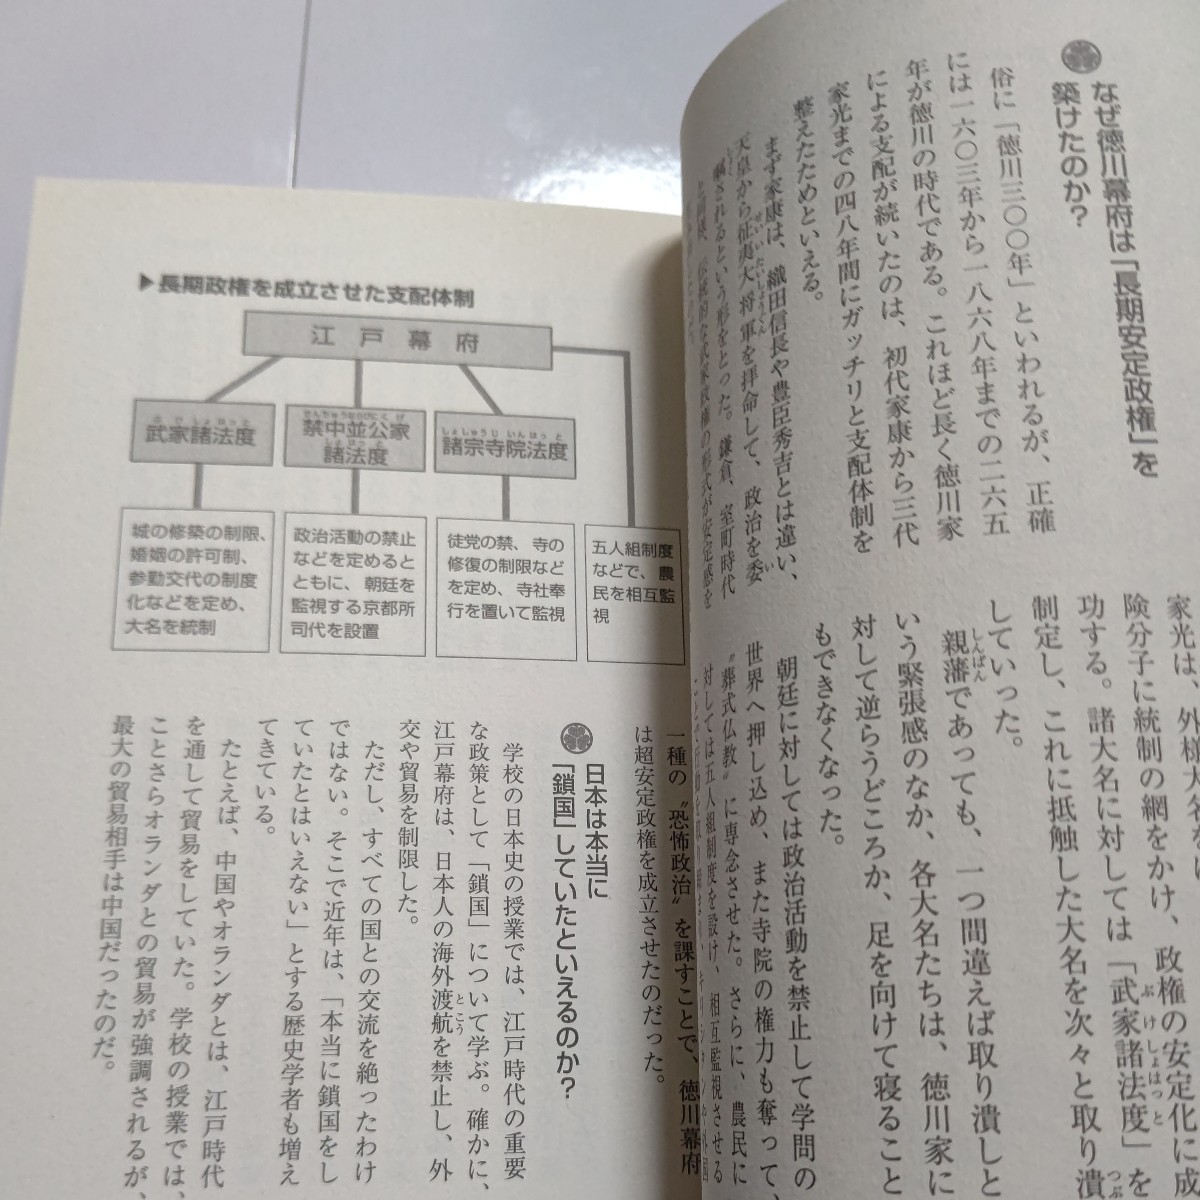 なぜ徳川幕府は「長期安定政権」を
築けたのか？
俗に「徳川三〇〇年」といわれるが、正確
には一六〇三年から一八六八年までの二六五
年が徳川の時代である。これほど長く徳川家
による支配が続いたのは、初代家康から三代
家光までの四八年間にガッチリと支配体制を
整えたためといえる。
まず家康は、織田信長や豊臣秀吉とは違い、
天皇から征夷大将軍を拝命して、政治を委
嘱されるという形をとった。鎌倉、室町時代
家光は、外様大名
険分子に統制の網をかけ、政権の安定化に成
功する。諸大名に対しては「武家諸法度」を
制定し、これに抵触した大名を次々と取り潰
していった。
親藩であっても、一つ間違えば取り潰しと
いう緊張感のなか、各大名たちは、徳川家に
対して逆らうどころか、足を向けて寝ること
もできなくなった。
朝廷に対しては政治活動を禁止して学問の
世界へ押し込め、また寺院の権力も奪って、
〝葬式仏教〟に専念させた。さらに、農民に
対しては五人組制度を設け、相互監視させる
▶長期政権を成立させた支配体制
江戸幕府
武家諸法度
禁中並公家
諸法度
諸宗寺院法度
城の修築の制限、
婚姻の許可制、
参勤交代の制度
化などを定め、
大名を統制
政治活動の禁止
などを定めると
ともに、朝廷を
監視する京都所
司代を設置
徒党の禁、寺の
修復の制限など
を定め、寺社奉
行を置いて監視
五人組制度
などで、農
民を相互監
視
一種の〝恐怖政治〟を課すことで、徳川幕府
は超安定政権を成立させたのだった。
日本は本当に
「鎖国」していたといえるのか？
学校の日本史の授業では、江戸時代の重要
な政策として「鎖国」について学ぶ。確かに、
江戸幕府は、日本人の海外渡航を禁止し、外
交や貿易を制限した。
ただし、すべての国との交流を絶ったわけ
ではない。そこで近年は、「本当に鎖国をし
ていたとはいえない」とする歴史学者も増え
てきている。
たとえば、中国やオランダとは、江戸時代
を通して貿易をしていた。学校の授業では、
ことさらオランダとの貿易が強調されるが、
最大の貿易相手は中国だったのだ。